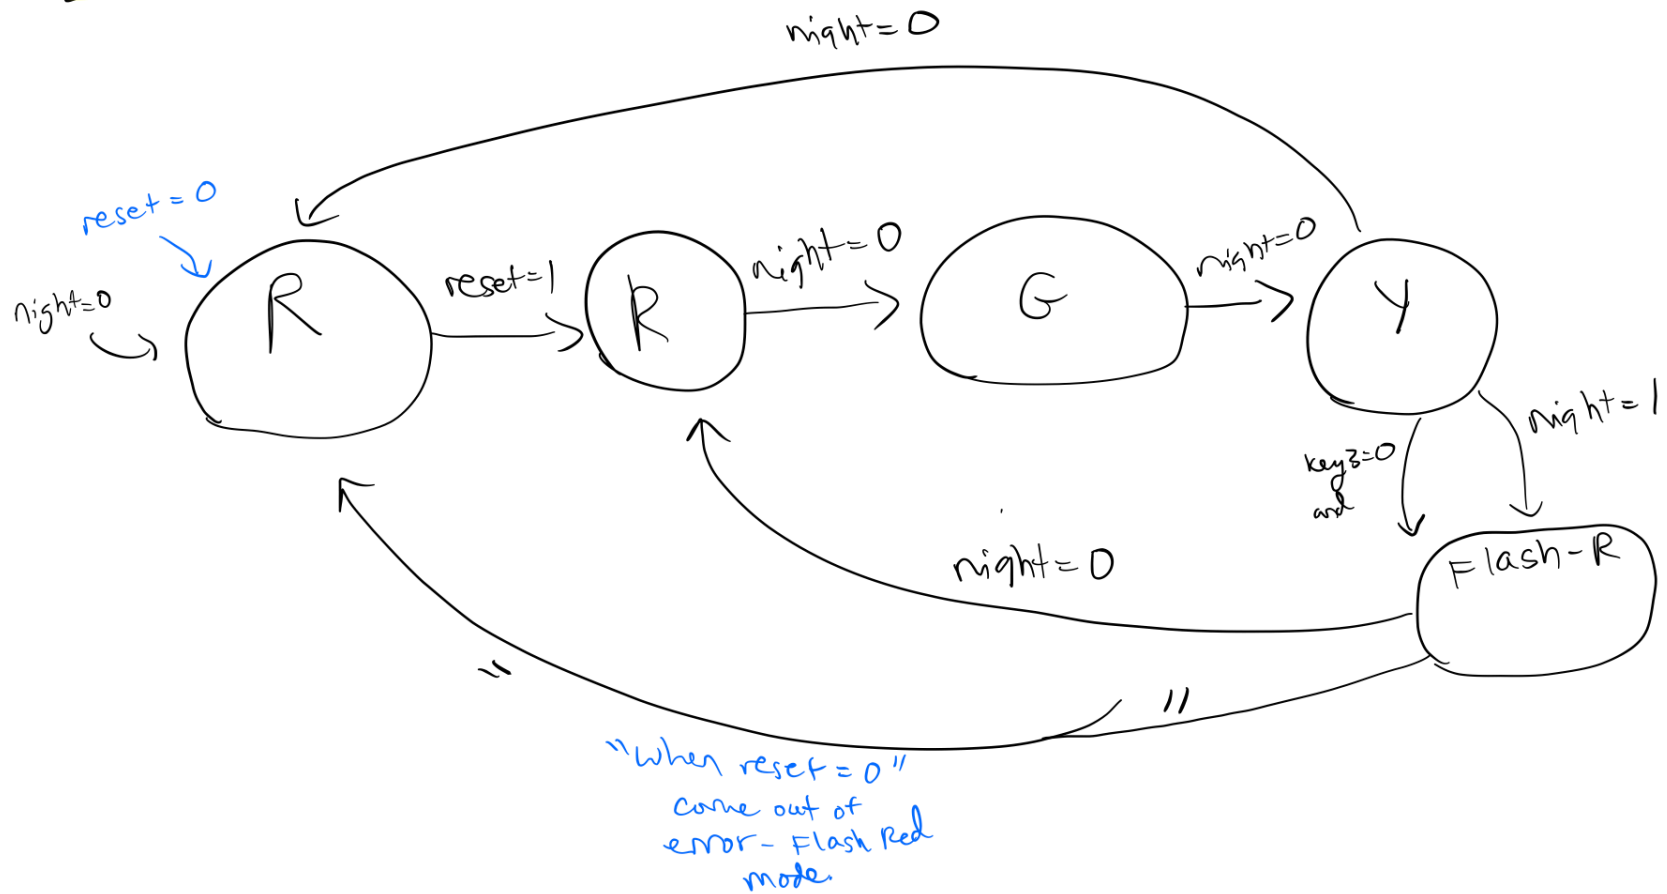 night=0
reset=0
night=0
R
reset=1
R
night=0
G
night=0
Y
night=1
key3=0
and
Flash-R
night=0
"
"
"When reset=0"
come out of
error- Flash Red
mode.